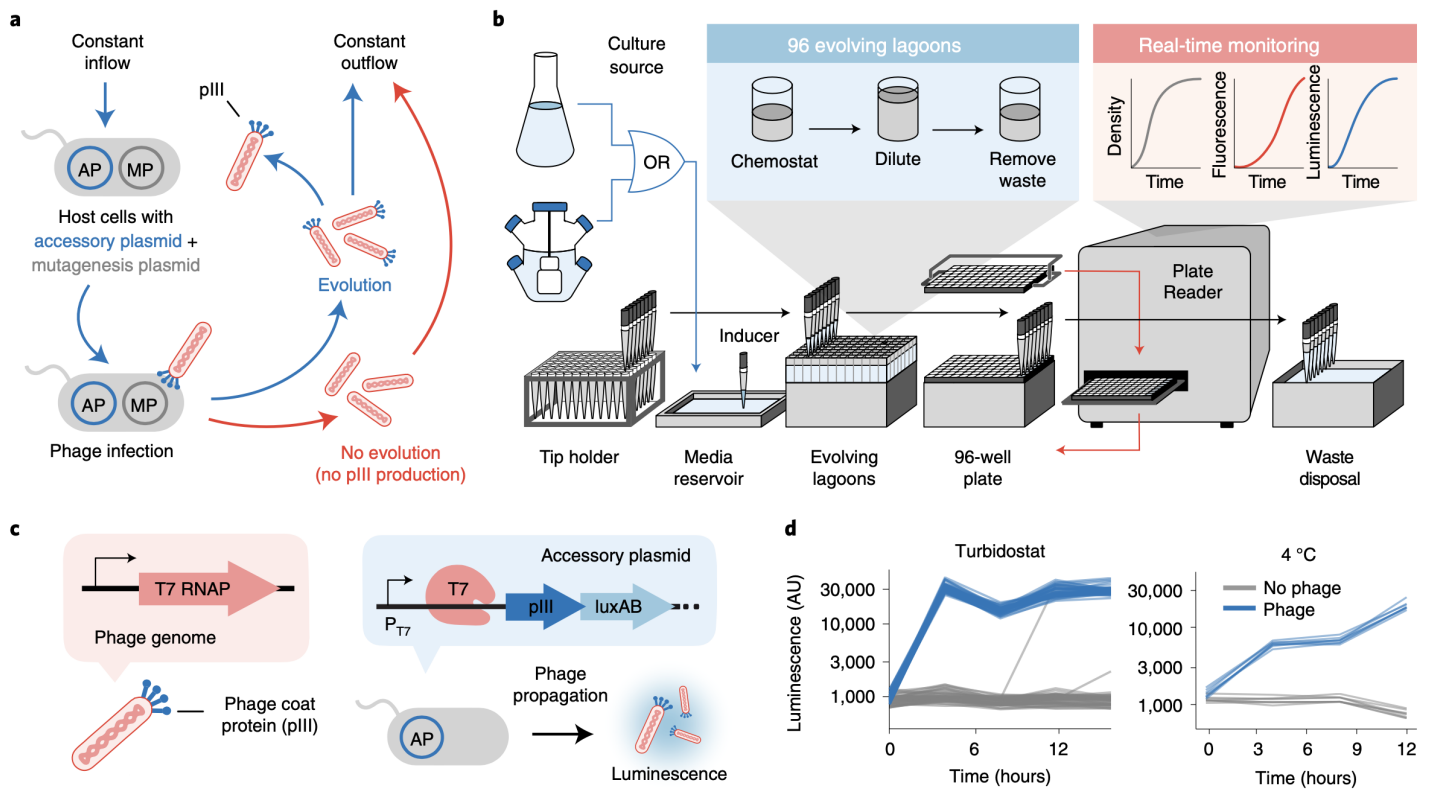 a
Constant
inflow
Constant
outflow
pIII
AP
MP
Host cells with
accessory plasmid +
mutagenesis plasmid
Evolution
AP
MP
Phage infection
No evolution
(no pIII production)
b
Culture
source
OR
96 evolving lagoons
Chemostat
Dilute
Remove
waste
Real-time monitoring
Density
Time
Fluorescence
Time
Luminescence
Time
Plate
Reader
Inducer
Tip holder
Media
reservoir
Evolving
lagoons
96-well
plate
Waste
disposal
c
T7 RNAP
Phage genome
Phage coat
protein (pIII)
Accessory plasmid
T7
PT7
pIII
luxAB
AP
Phage
propagation
Luminescence
d
Turbidostat
Luminescence (AU)
30,000
10,000
3,000
1,000
0
6
12
Time (hours)
4 °C
No phage
Phage
30,000
10,000
3,000
1,000
0
3
6
9
12
Time (hours)